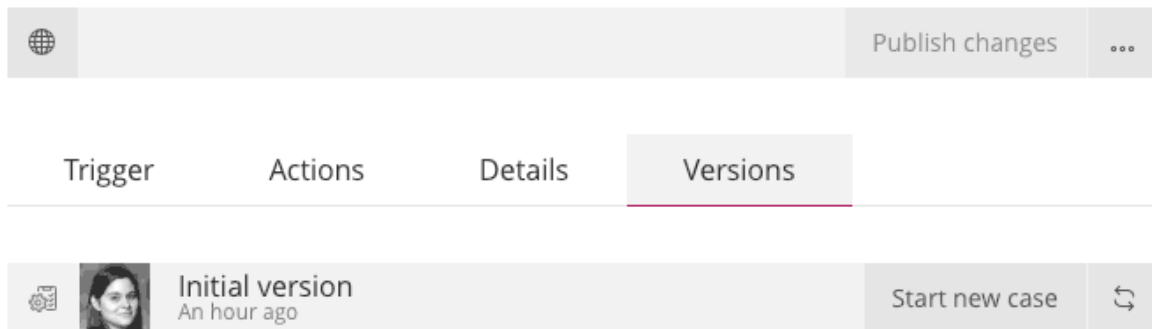 Publish changes
Trigger Actions Details Versions
Initial version
An hour ago
Start new case